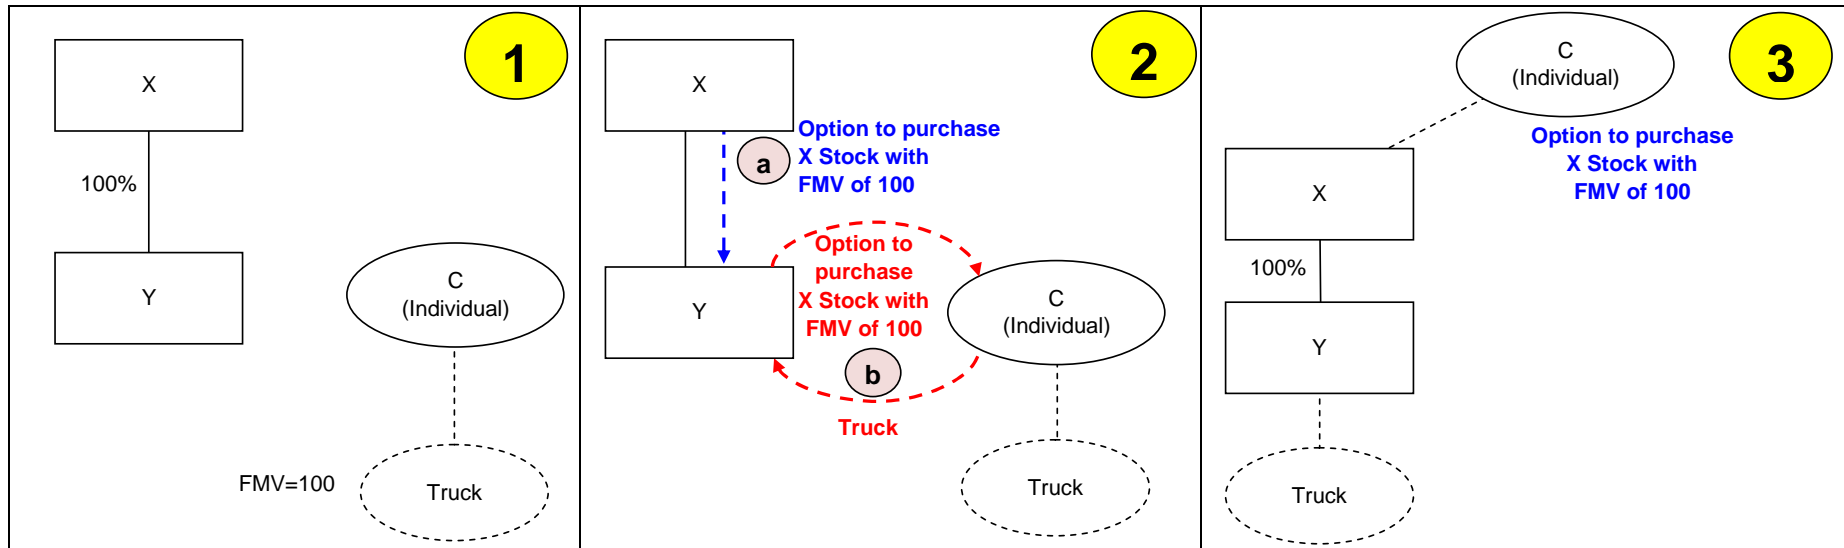 1
X
100%
Y
C
(Individual)
FMV=100
Truck
2
X
a
Option to purchase
X Stock with
FMV of 100
Option to
purchase
X Stock with
FMV of 100
Y
C
(Individual)
b
Truck
Truck
3
C
(Individual)
Option to purchase
X Stock with
FMV of 100
X
100%
Y
Truck